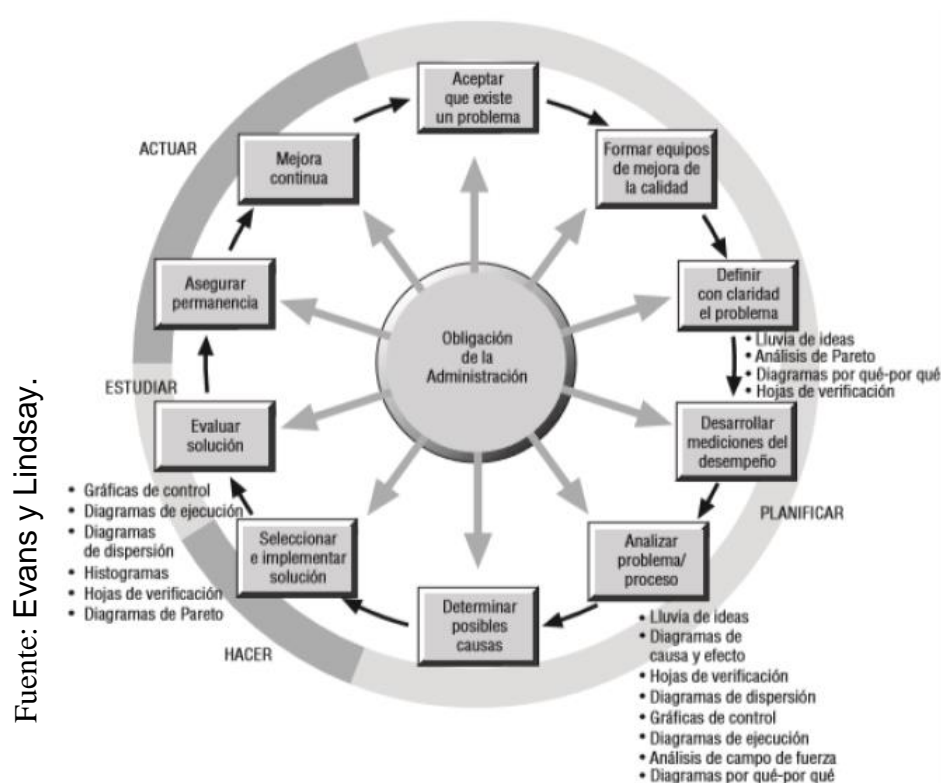 Aceptar
que existe
un problema
Formar equipos
de mejora de
la calidad
Definir
con claridad
el problema
• Lluvia de ideas
• Análisis de Pareto
• Diagramas por qué-por qué
• Hojas de verificación
Desarrollar
mediciones del
desempeño
PLANIFICAR
Analizar
problema/
proceso
• Lluvia de ideas
• Diagramas de
causa y efecto
• Hojas de verificación
• Diagramas de dispersión
• Gráficas de control
• Diagramas de ejecución
• Análisis de campo de fuerza
• Diagramas por qué-por qué
Determinar
posibles
causas
HACER
Seleccionar
e implementar
solución
• Gráficas de control
• Diagramas de ejecución
• Diagramas
de dispersión
• Histogramas
• Hojas de verificación
• Diagramas de Pareto
Evaluar
solución
ESTUDIAR
Asegurar
permanencia
ACTUAR
Mejora
continua
Obligación
de la
Administración
Fuente: Evans y Lindsay.